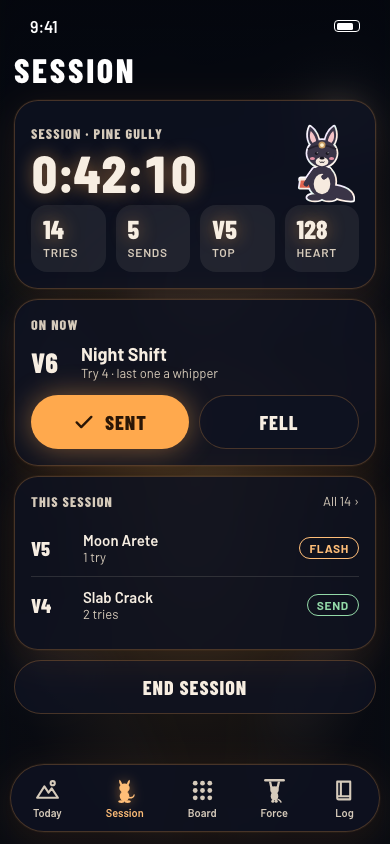 9:41
SESSION
SESSION · PINE GULLY
0:42:10
14
TRIES
5
SENDS
V5
TOP
128
HEART
ON NOW
V6
Night Shift
Try 4 · last one a whipper
SENT
FELL
THIS SESSION
All 14 ›
V5
Moon Arete
1 try
FLASH
V4
Slab Crack
2 tries
SEND
END SESSION
Today
Session
Board
Force
Log